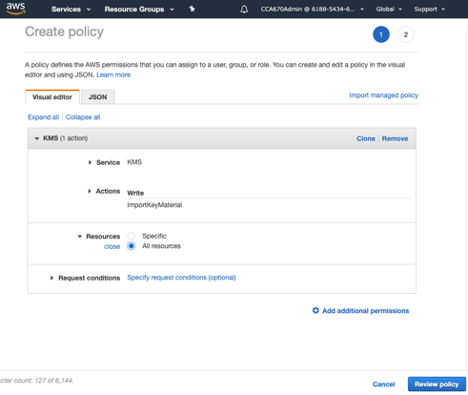 aws Services Resource Groups CCA670Admin @ 6188-5434-6... Global Support
Create policy
1 2
A policy defines the AWS permissions that you can assign to a user, group, or role. You can create and edit a policy in the visual
editor and using JSON. Learn more
Visual editor JSON Import managed policy
Expand all | Collapse all
KMS (1 action) Clone | Remove
Service KMS
Actions Write
ImportKeyMaterial
Resources Specific
close All resources
Request conditions Specify request conditions (optional)
Add additional permissions
cter count: 127 of 6,144.
Cancel Review policy